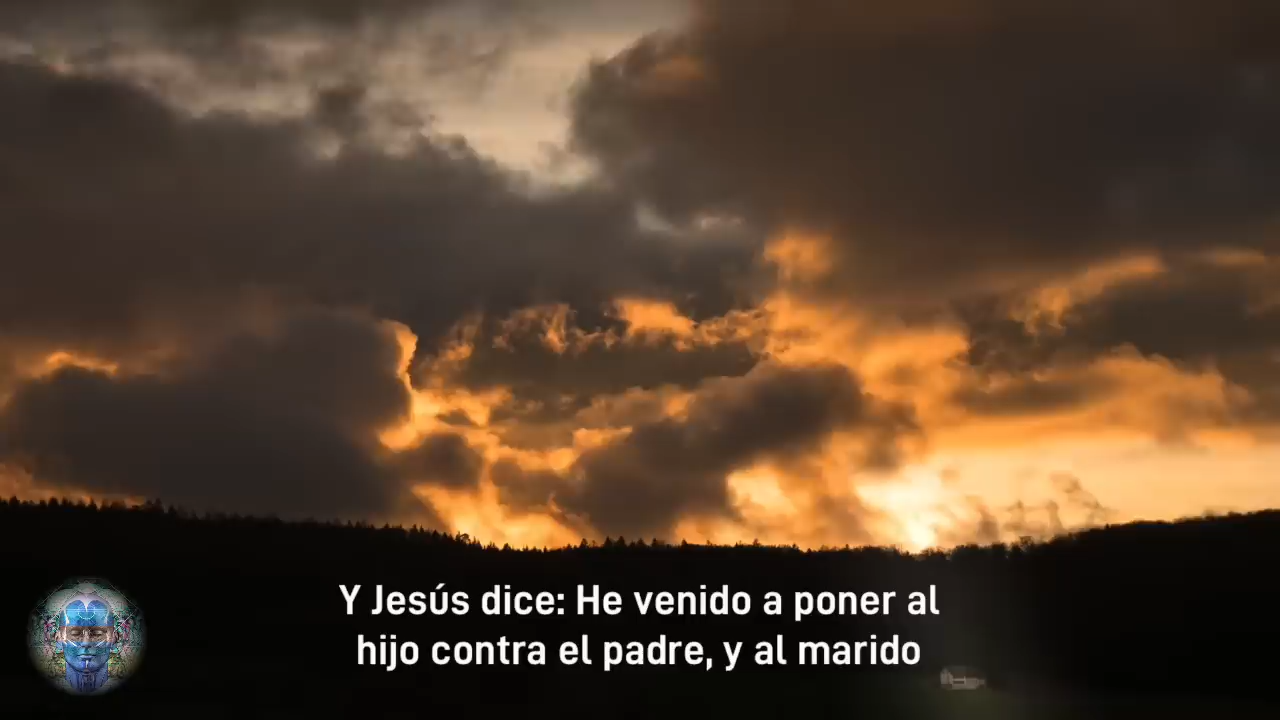 Y Jesús dice: He venido a poner al
hijo contra el padre, y al marido